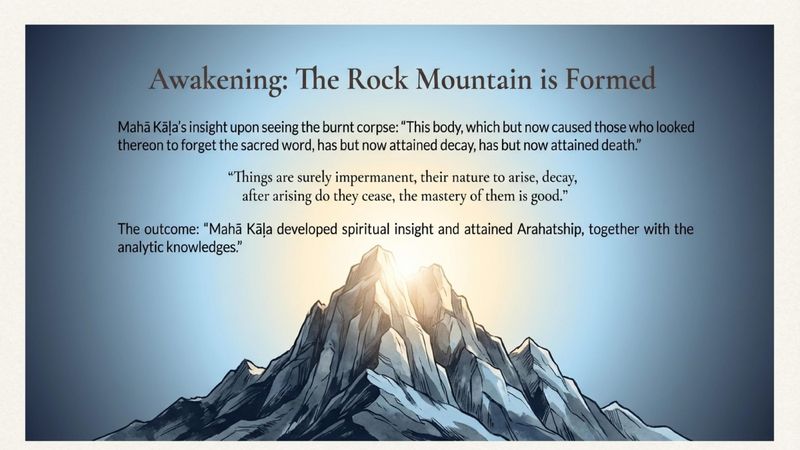 Awakening: The Rock Mountain is Formed
Mahā Kāḷa’s insight upon seeing the burnt corpse: “This body, which but now caused those who looked
thereon to forget the sacred word, has but now attained decay, has but now attained death.”
“Things are surely impermanent, their nature to arise, decay,
after arising do they cease, the mastery of them is good.”
The outcome: “Mahā Kāḷa developed spiritual insight and attained Arahatship, together with the
analytic knowledges.”